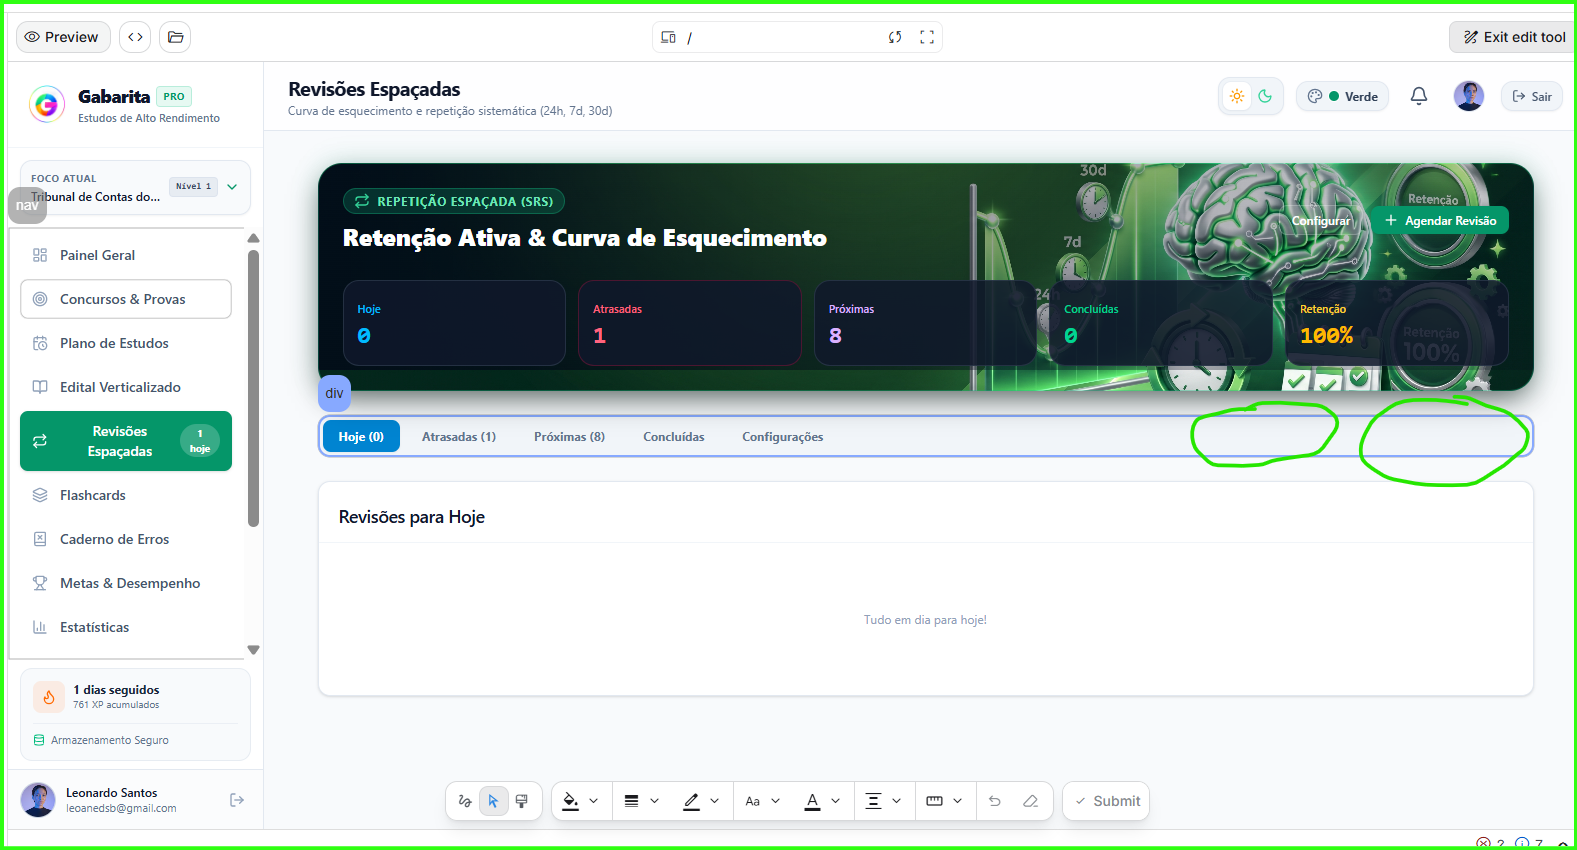 Preview
/
Exit edit tool
Gabarita PRO
Estudos de Alto Rendimento
Revisões Espaçadas
Curva de esquecimento e repetição sistemática (24h, 7d, 30d)
Verde
Sair
FOCO ATUAL
Tribunal de Contas do...
Nível 1
nav
Painel Geral
Concursos & Provas
Plano de Estudos
Edital Verticalizado
Revisões Espaçadas
1 hoje
Flashcards
Caderno de Erros
Metas & Desempenho
Estatísticas
1 dias seguidos
761 XP acumulados
Armazenamento Seguro
Leonardo Santos
leoanedsb@gmail.com
REPETIÇÃO ESPAÇADA (SRS)
Retenção Ativa & Curva de Esquecimento
30d
7d
24h
Retenção
Configurar
+ Agendar Revisão
Hoje
0
Atrasadas
1
Próximas
8
Concluídas
0
Retenção
100%
Retenção
100%
div
Hoje (0)
Atrasadas (1)
Próximas (8)
Concluídas
Configurações
Revisões para Hoje
Tudo em dia para hoje!
Aa
A
Submit
2
7